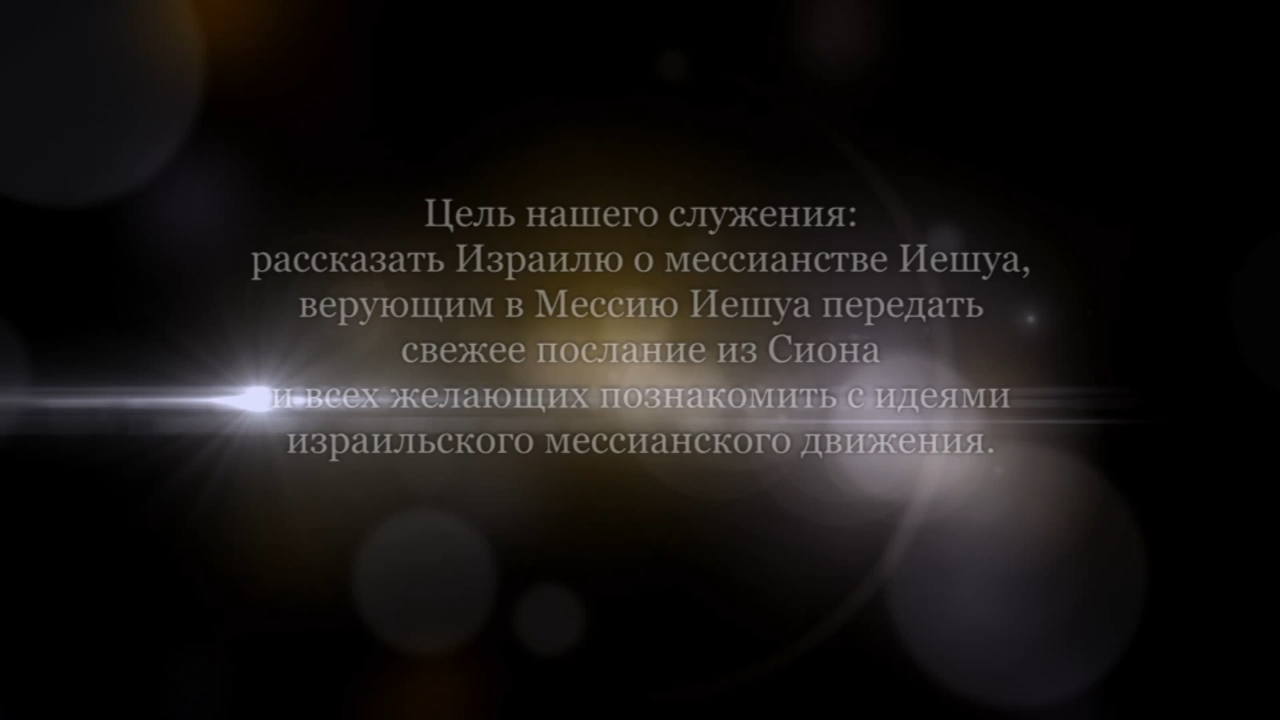 Цель нашего служения:
рассказать Израилю о мессианстве Иешуа,
верующим в Мессию Иешуа передать
свежее послание из Сиона
и всех желающих познакомить с идеями
израильского мессианского движения.